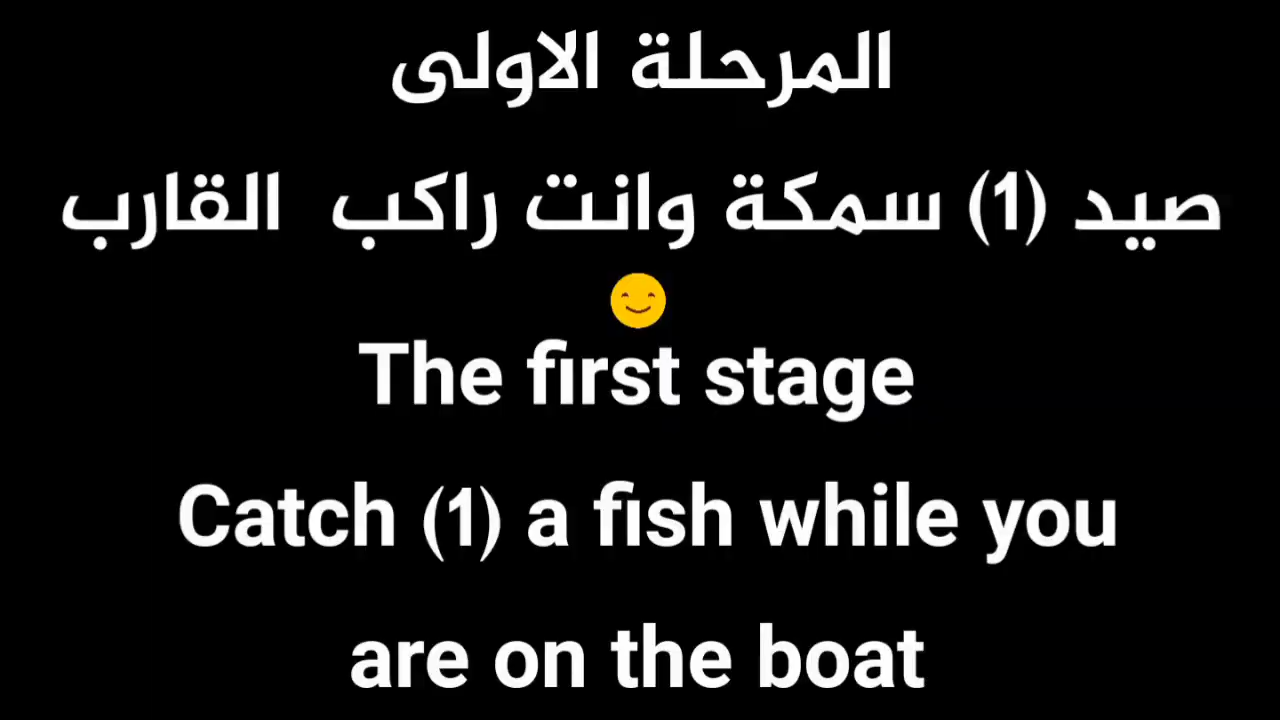 المرحلة الاولى
صيد (1) سمكة وانت راكب القارب
😊
The first stage
Catch (1) a fish while you
are on the boat